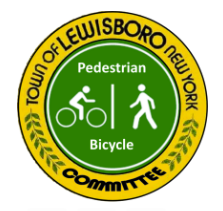 TOWN OF LEWISBORO NEW YORK
Pedestrian
Bicycle
COMMITTEE